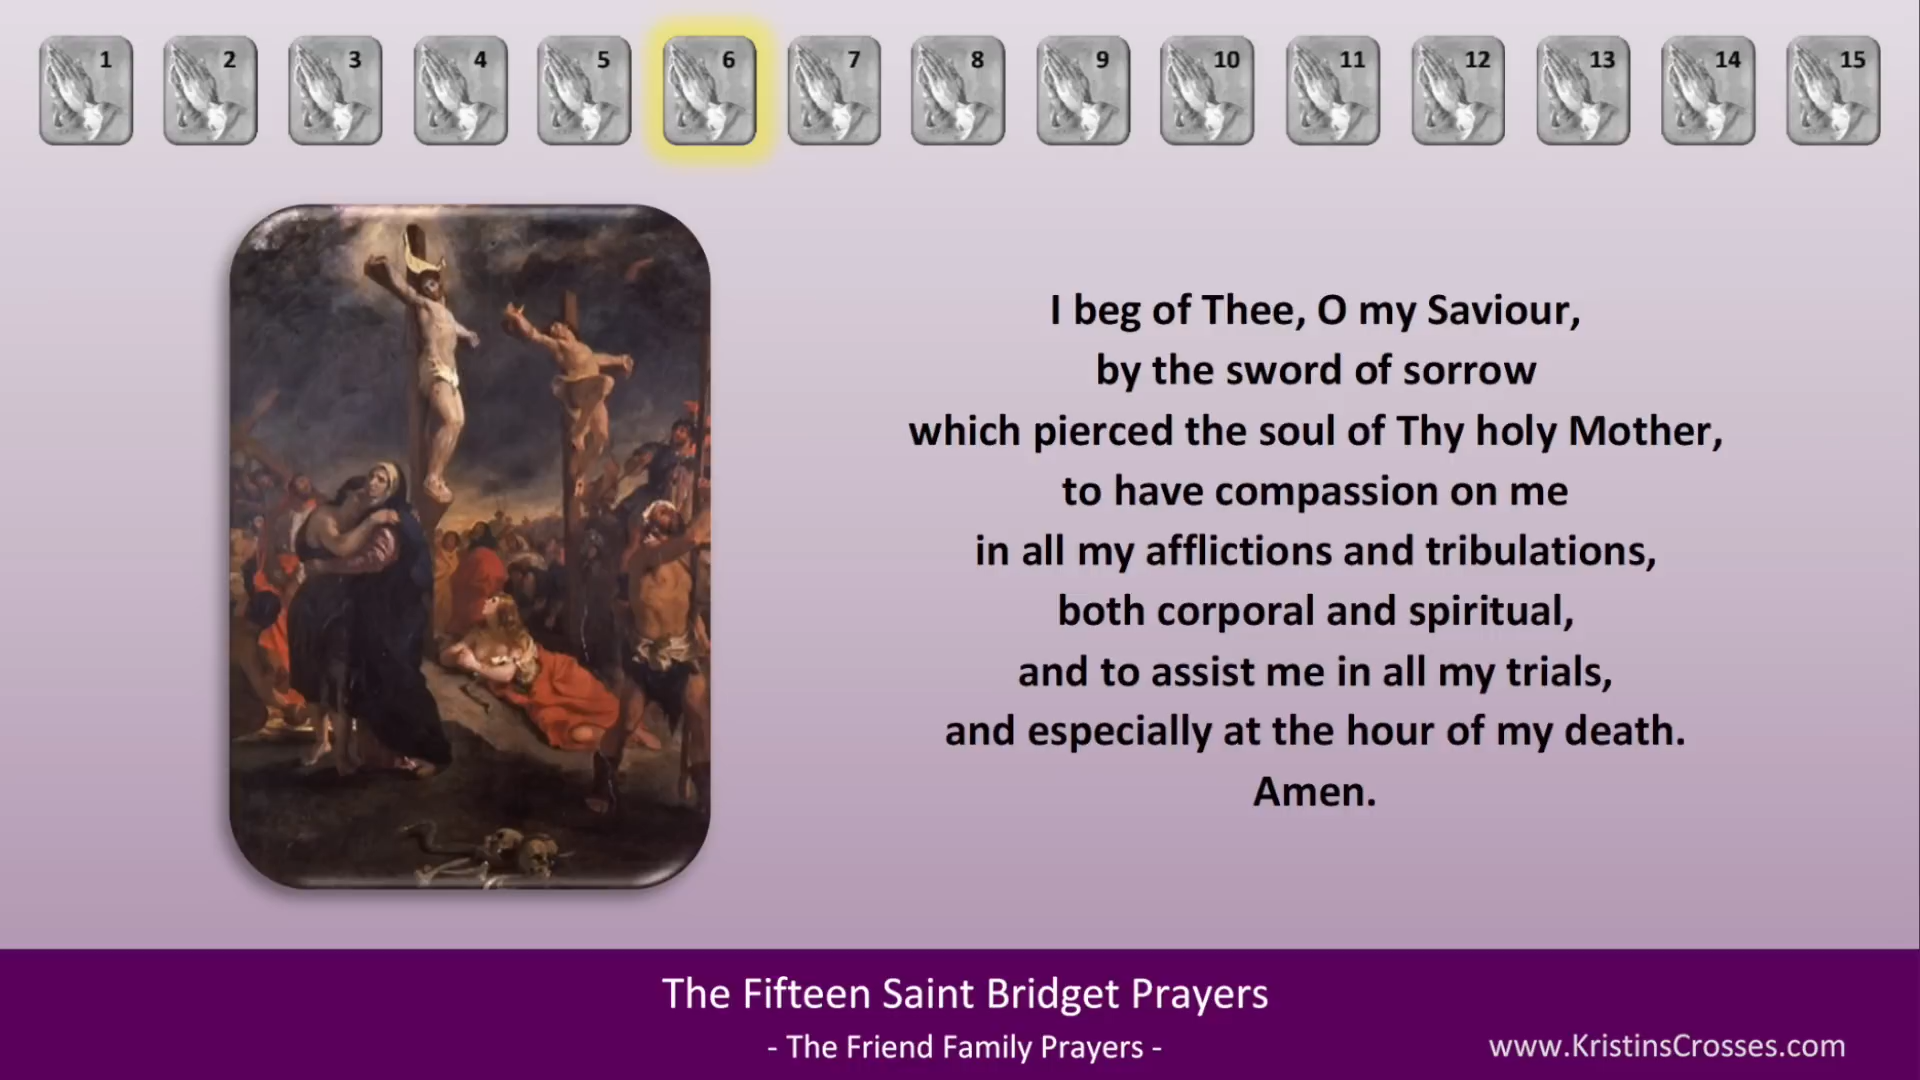 1 2 3 4 5 6 7 8 9 10 11 12 13 14 15
I beg of Thee, O my Saviour,
by the sword of sorrow
which pierced the soul of Thy holy Mother,
to have compassion on me
in all my afflictions and tribulations,
both corporal and spiritual,
and to assist me in all my trials,
and especially at the hour of my death.
Amen.
The Fifteen Saint Bridget Prayers
- The Friend Family Prayers -
www.KristinsCrosses.com